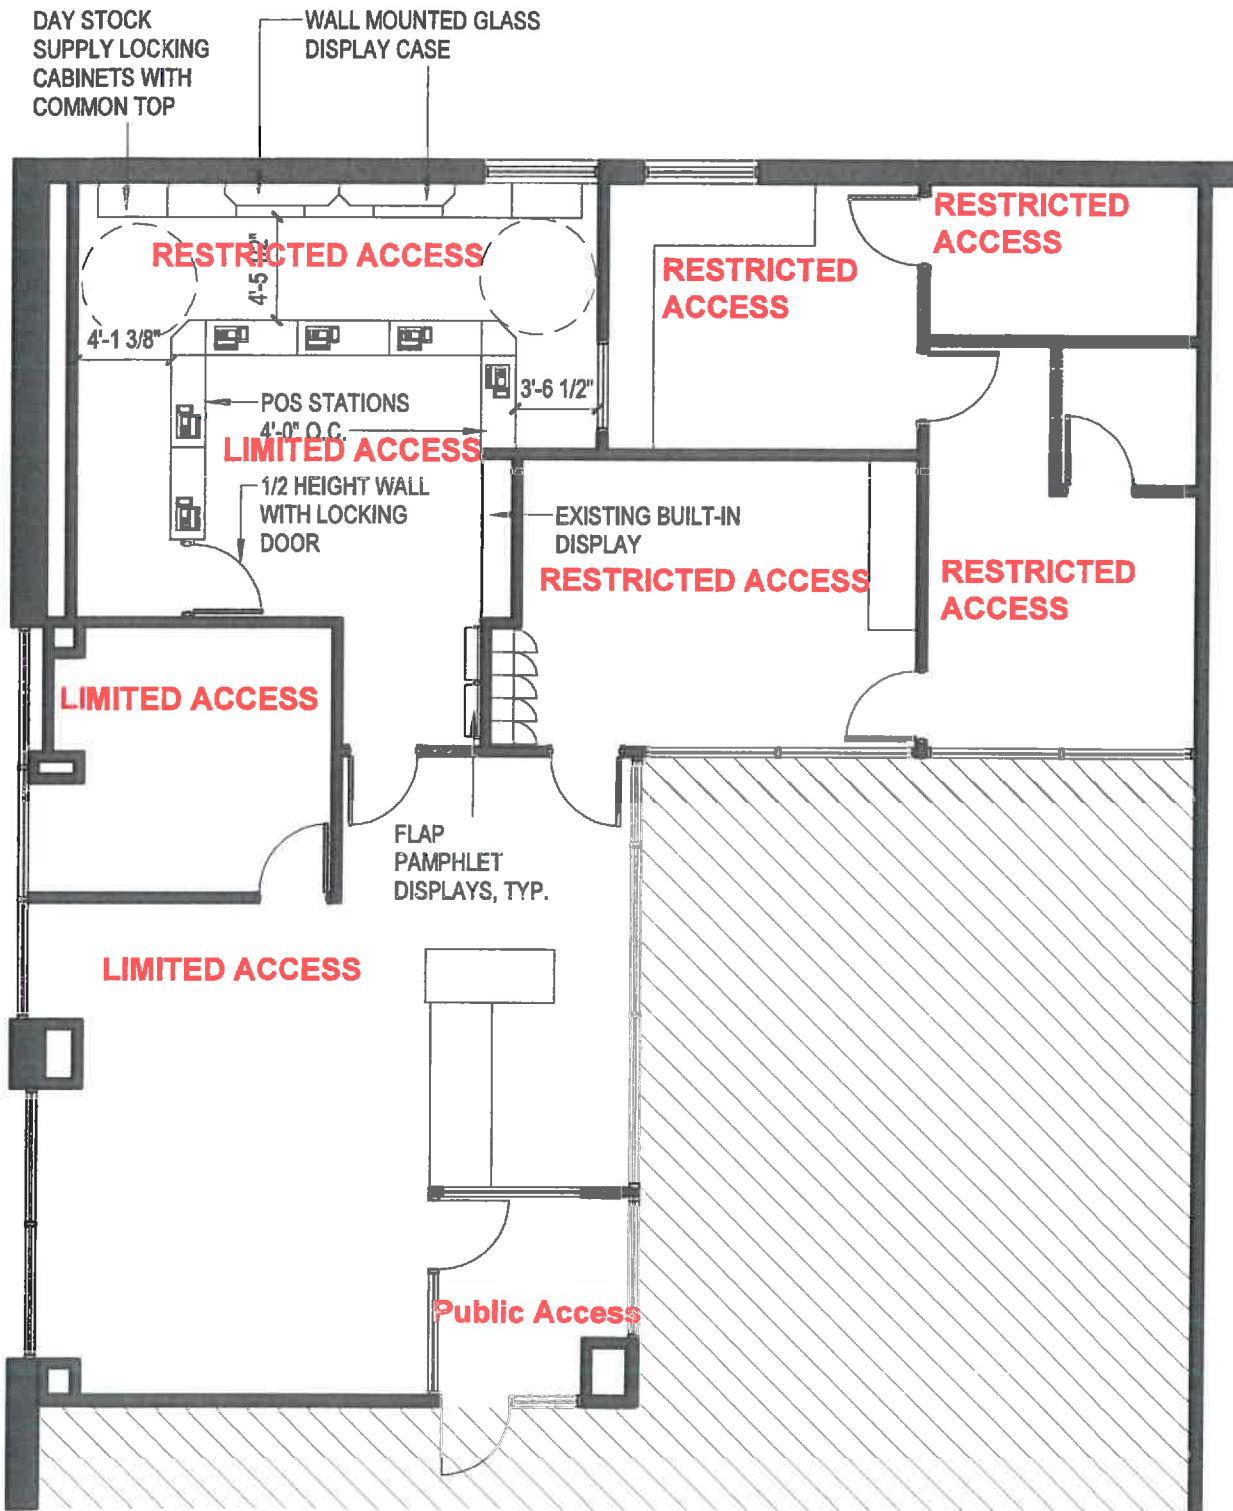 DAY STOCK
SUPPLY LOCKING
CABINETS WITH
COMMON TOP
WALL MOUNTED GLASS
DISPLAY CASE
RESTRICTED ACCESS
4'-5 1/2"
4'-1 3/8"
RESTRICTED
ACCESS
RESTRICTED
ACCESS
3'-6 1/2"
POS STATIONS
4'-0" O.C.
LIMITED ACCESS
1/2 HEIGHT WALL
WITH LOCKING
DOOR
EXISTING BUILT-IN
DISPLAY
RESTRICTED ACCESS
RESTRICTED
ACCESS
LIMITED ACCESS
FLAP
PAMPHLET
DISPLAYS, TYP.
LIMITED ACCESS
Public Access